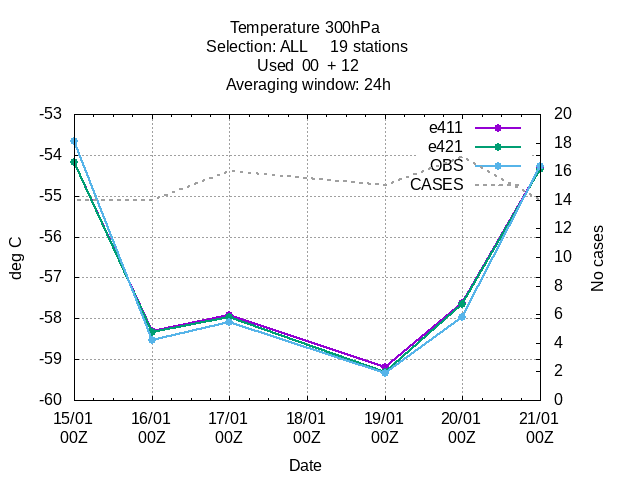 Temperature 300hPa
Selection: ALL     19 stations
Used  00  + 12
Averaging window: 24h
e411
e421
OBS
CASES
-53
-54
-55
-56
-57
-58
-59
-60
deg C
20
18
16
14
12
10
8
6
4
2
0
No cases
15/01 16/01 17/01 18/01 19/01 20/01 21/01
00Z 00Z 00Z 00Z 00Z 00Z 00Z
Date